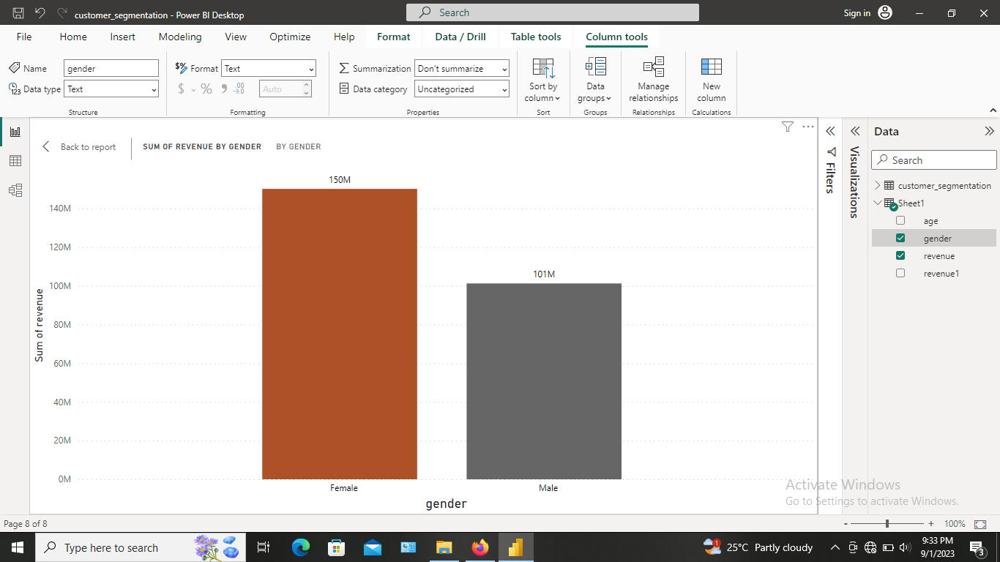 customer_segmentation - Power BI Desktop
Search
Sign in
File Home Insert Modeling View Optimize Help Format Data / Drill Table tools Column tools
Name gender
Data type Text
Structure
$% Format Text
$ % 9 .00 Auto
Formatting
Summarization Don't summarize
Data category Uncategorized
Properties
Sort by
column
Sort
Data
groups
Groups
Manage
relationships
Relationships
New
column
Calculations
Back to report
SUM OF REVENUE BY GENDER BY GENDER
150M
101M
140M
120M
100M
80M
60M
40M
20M
0M
Sum of revenue
Female Male
gender
Filters
Visualizations
Data
Search
customer_segmentation
Sheet1
age
gender
revenue
revenue1
Activate Windows
Go to Settings to activate Windows.
Page 8 of 8
- + 100%
Type here to search
1
25°C Partly cloudy
9:33 PM
9/1/2023
3